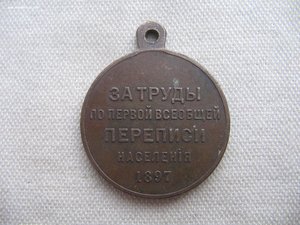 ЗА ТРУДЫ
ПО ПЕРВОЙ ВСЕОБЩЕЙ
ПЕРЕПИСИ
НАСЕЛЕНІЯ
1897